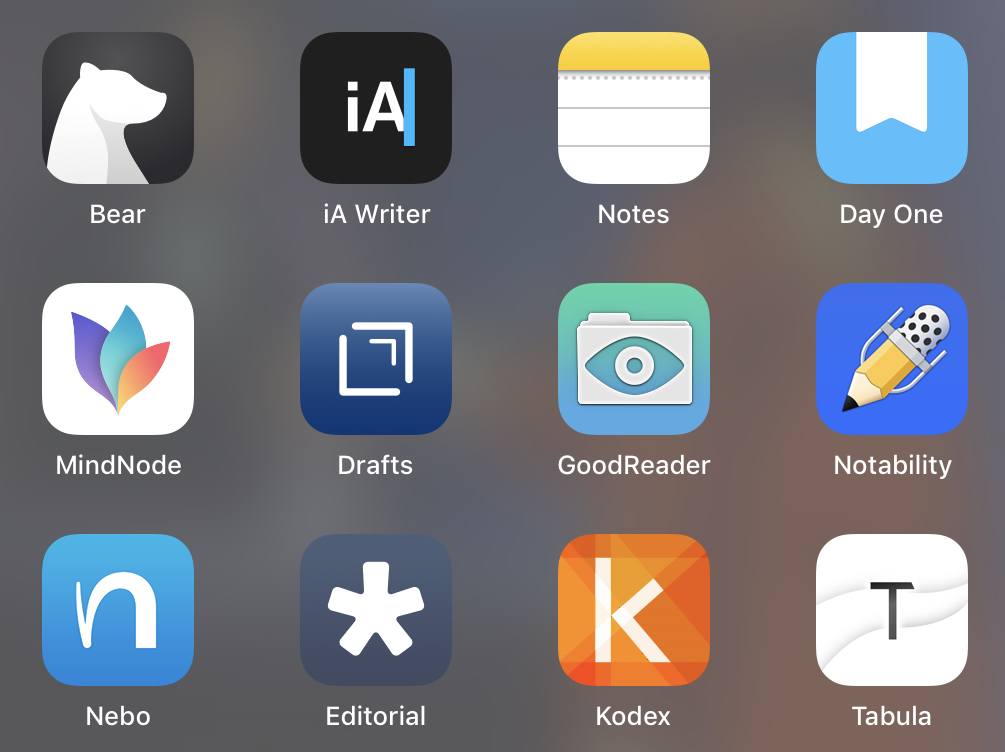 iA
Bear
iA Writer
Notes
Day One
MindNode
Drafts
GoodReader
Notability
n
K
T
Nebo
Editorial
Kodex
Tabula